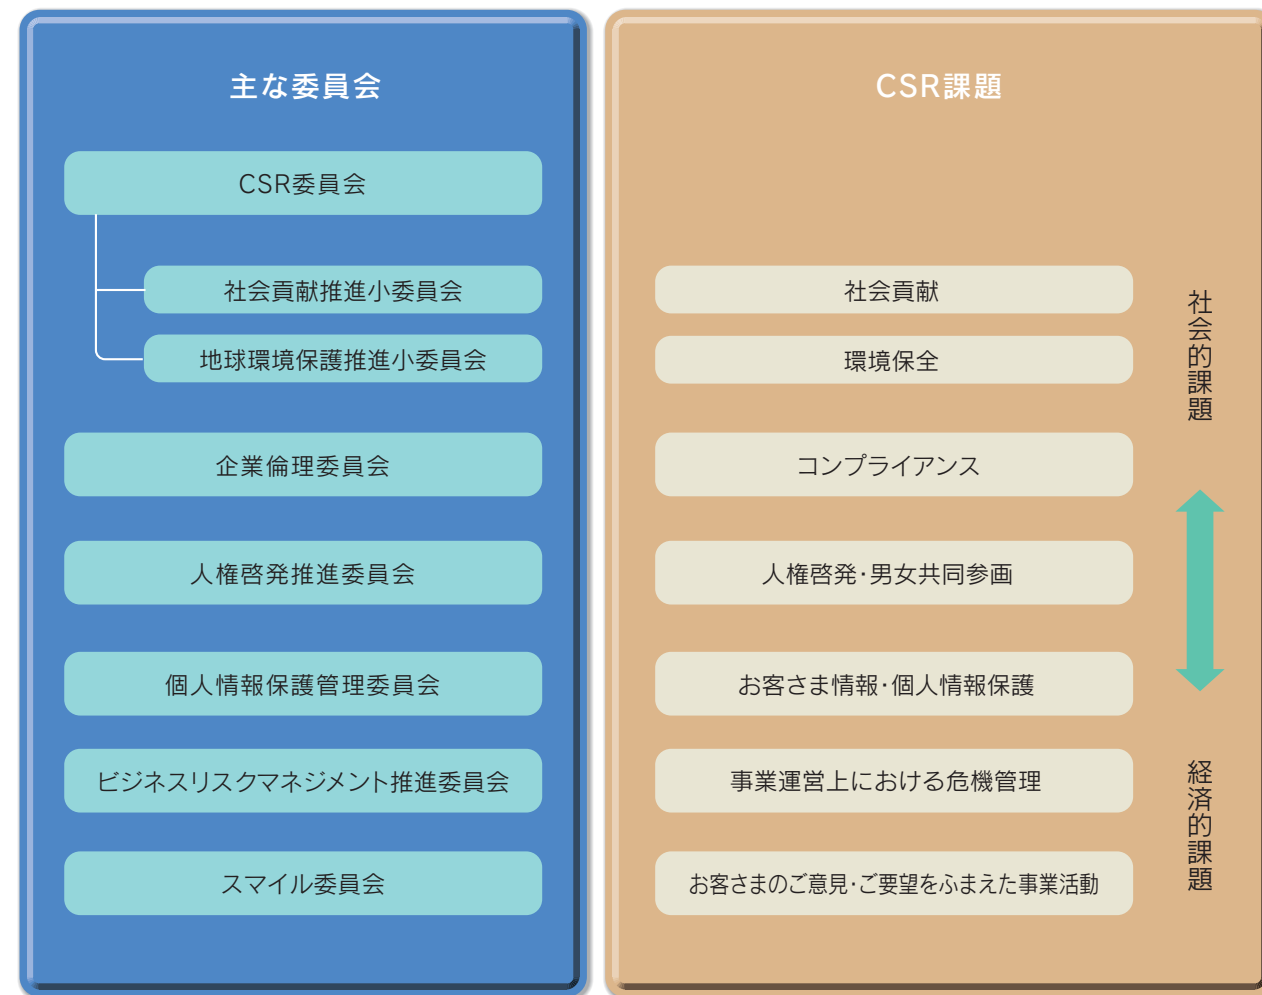 主な委員会
CSR委員会
社会貢献推進小委員会
地球環境保護推進小委員会
企業倫理委員会
人権啓発推進委員会
個人情報保護管理委員会
ビジネスリスクマネジメント推進委員会
スマイル委員会
CSR課題
社会貢献
環境保全
コンプライアンス
人権啓発・男女共同参画
お客さま情報・個人情報保護
事業運営上における危機管理
お客さまのご意見・ご要望をふまえた事業活動
社会的課題
経済的課題